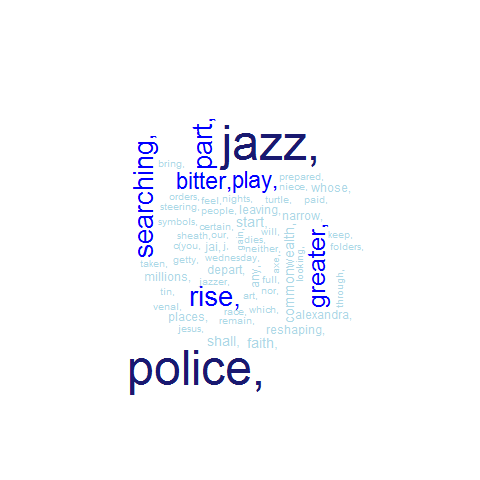 jazz,
part,
searching,
bring,
bitter,
play,
prepared,
niece,
whose,
orders,
feel,
nights,
turtle,
paid,
steering,
people,
leaving,
narrow,
symbols,
certain,
start,
will,
keep,
sheath,
our,
dies,
c(you,
jai,
j,
neither,
folders,
greater,
commonwealth,
looking,
taken,
getty,
wednesday,
axe,
any,
through,
millions,
depart,
jazzer,
full,
nor,
tin,
rise,
art,
venal,
rate,
which,
places,
remain,
alexandra,
jesus,
reshaping,
shall,
faith,
police,